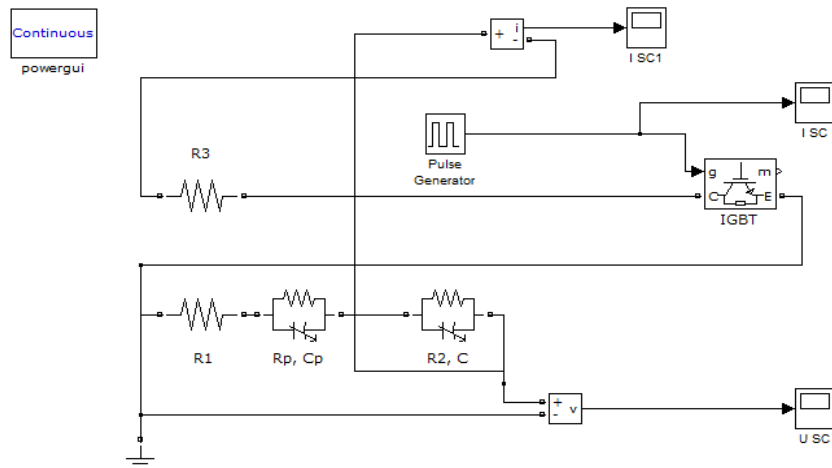 Continuous
powergui
+ i -
I SC1
Pulse
Generator
I SC
R3
g m
C E
IGBT
R1
Rp, Cp
R2, C
+ v -
U SC